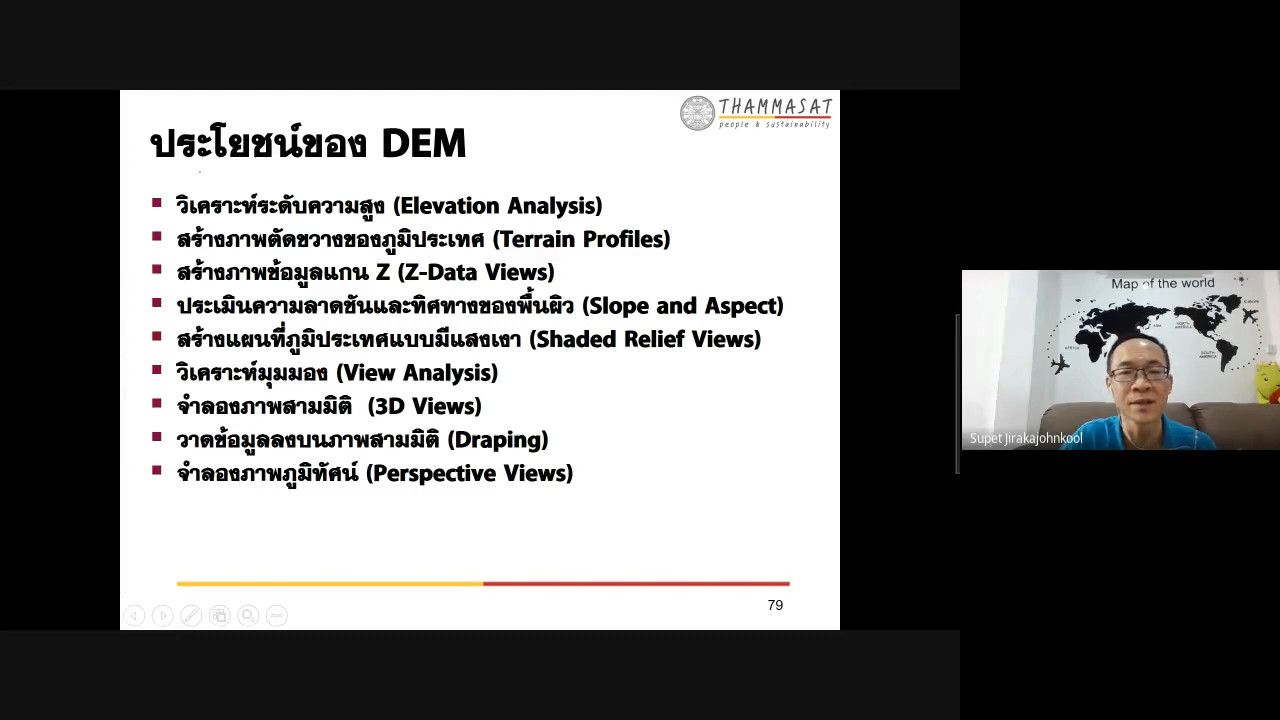 THAMMASAT
people & sustainability
ประโยชน์ของ DEM
วิเคราะห์ระดับความสูง (Elevation Analysis)
สร้างภาพตัดขวางของภูมิประเทศ (Terrain Profiles)
สร้างภาพข้อมูลแกน Z (Z-Data Views)
ประเมินความลาดชันและทิศทางของพื้นผิว (Slope and Aspect)
สร้างแผนที่ภูมิประเทศแบบมีแสงเงา (Shaded Relief Views)
วิเคราะห์มุมมอง (View Analysis)
จำลองภาพสามมิติ (3D Views)
วาดข้อมูลลงบนภาพสามมิติ (Draping)
จำลองภาพภูมิทัศน์ (Perspective Views)
79
Map of the world
EUROPE
ASIA
NORTH AMERICA
AFRICA
SOUTH AMERICA
Supet Jirakajohnkool